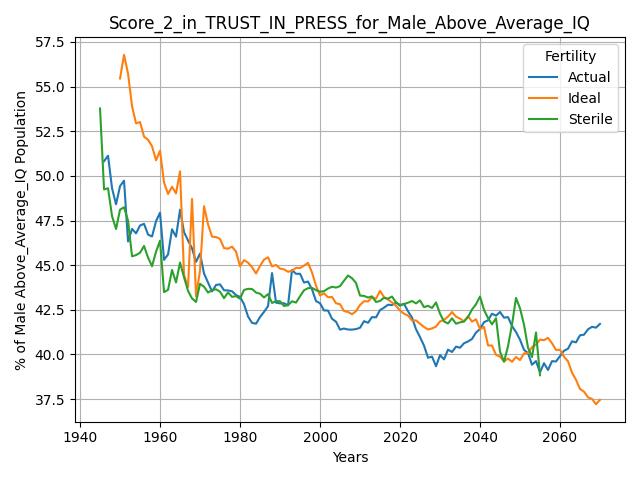 Score_2_in_TRUST_IN_PRESS_for_Male_Above_Average_IQ
% of Male Above_Average_IQ Population
57.5
55.0
52.5
50.0
47.5
45.0
42.5
40.0
37.5
Fertility
Actual
Ideal
Sterile
1940
1960
1980
2000
2020
2040
2060
Years